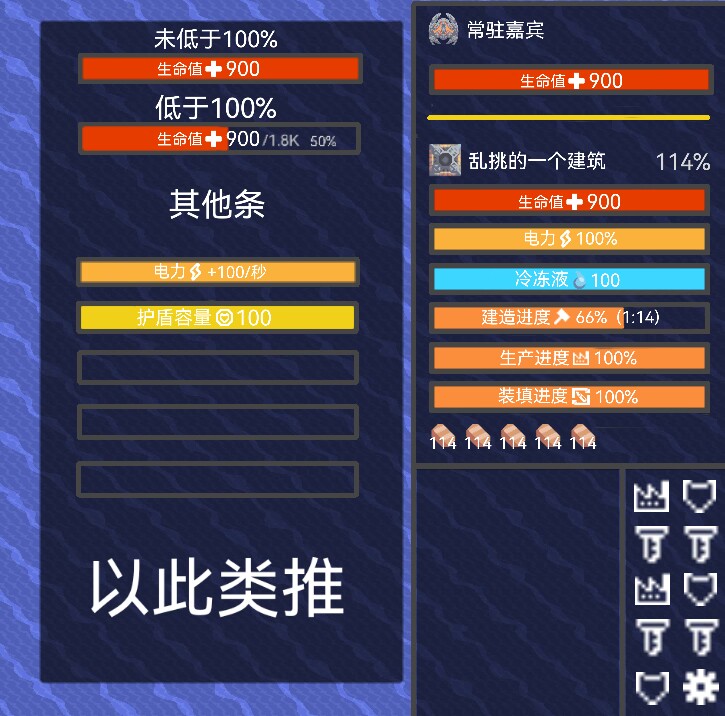 未低于100%
生命值 900
低于100%
生命值 900/1.8K 50%
其他条
电力 +100/秒
护盾容量 100
以此类推
常驻嘉宾
生命值 900
乱挑的一个建筑 114%
生命值 900
电力 100%
冷冻液 100
建造进度 66% (1:14)
生产进度 100%
装填进度 100%
114 114 114 114 114